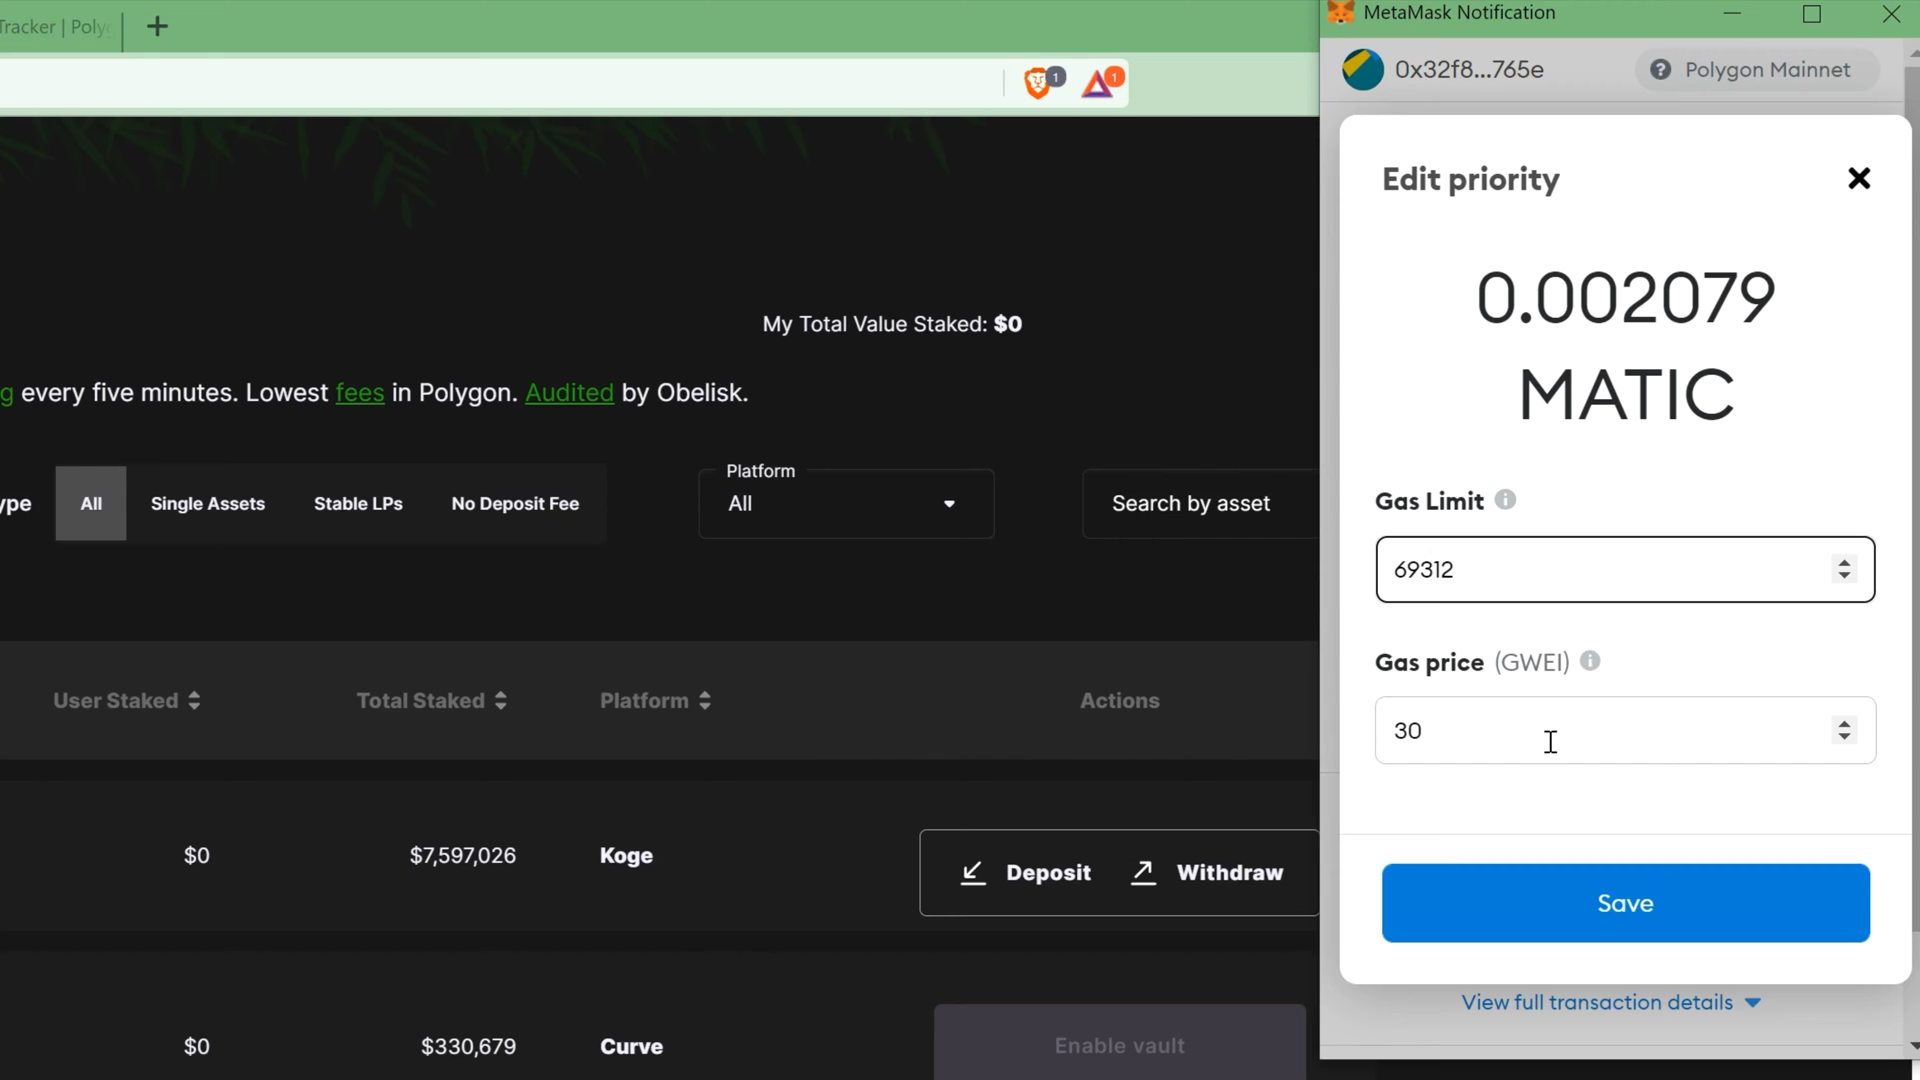 Tracker | Poly
1
1
My Total Value Staked: $0
g every five minutes. Lowest fees in Polygon. Audited by Obelisk.
ype
All
Single Assets
Stable LPs
No Deposit Fee
Platform
All
Search by asset
User Staked
Total Staked
Platform
Actions
$0
$7,597,026
Koge
Deposit
Withdraw
$0
$330,679
Curve
Enable vault
MetaMask Notification
0x32f8...765e
? Polygon Mainnet
Edit priority
0.002079
MATIC
Gas Limit
69312
Gas price (GWEI)
30
Save
View full transaction details